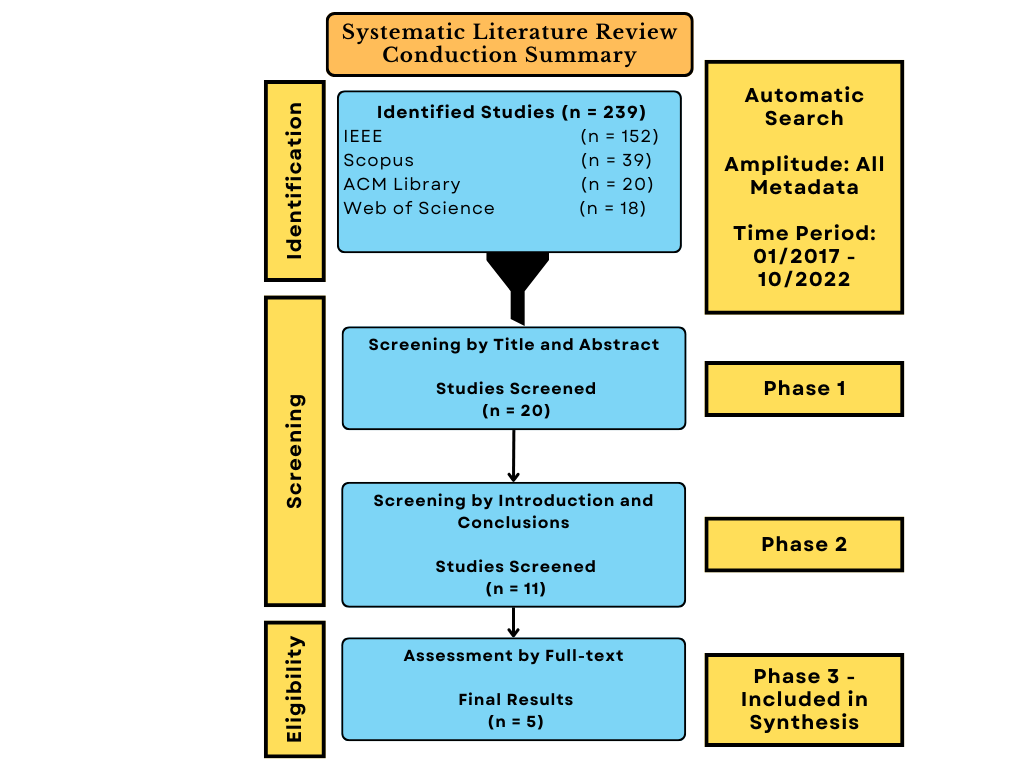 Systematic Literature Review
Conduction Summary
Identification
Identified Studies (n = 239)
IEEE (n = 152)
Scopus (n = 39)
ACM Library (n = 20)
Web of Science (n = 18)
Automatic
Search
Amplitude: All
Metadata
Time Period:
01/2017 -
10/2022
Screening
Screening by Title and Abstract
Studies Screened
(n = 20)
Phase 1
Screening by Introduction and
Conclusions
Studies Screened
(n = 11)
Phase 2
Eligibility
Assessment by Full-text
Final Results
(n = 5)
Phase 3 -
Included in
Synthesis